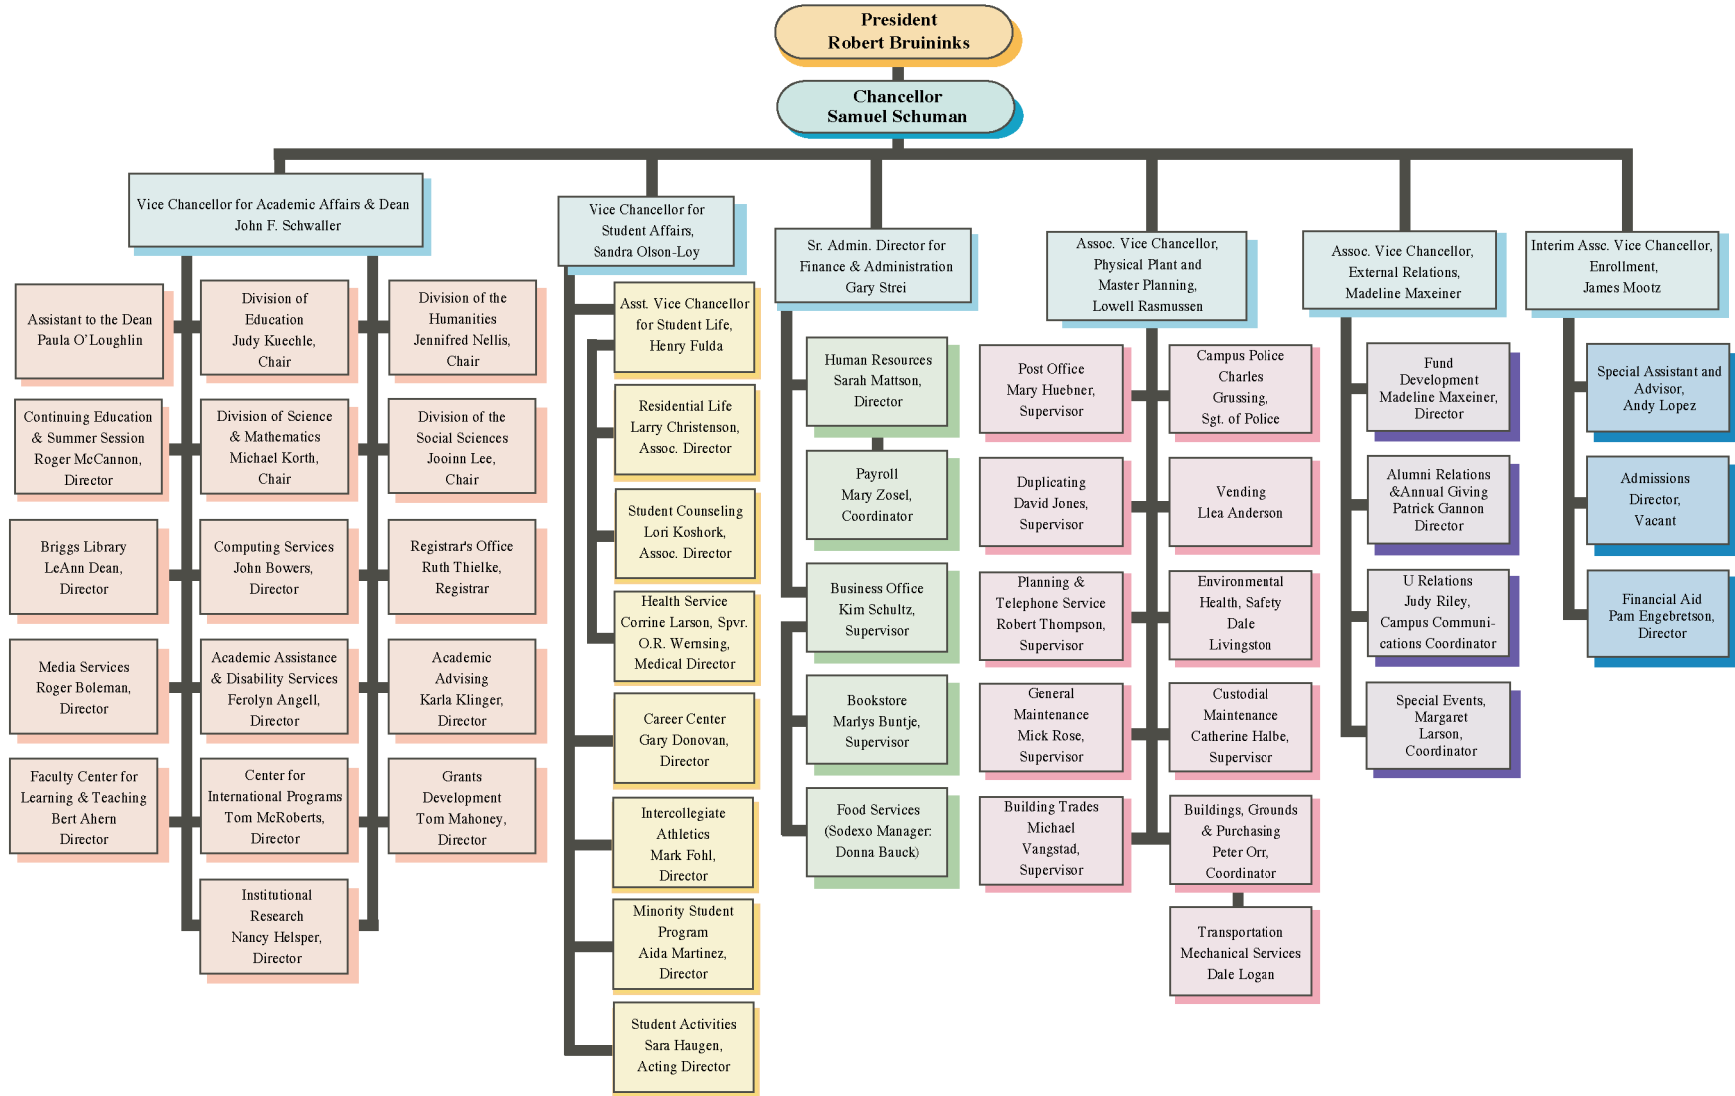 President
Robert Bruininks
Chancellor
Samuel Schuman
Vice Chancellor for Academic Affairs & Dean
John F. Schwaller
Assistant to the Dean
Paula O'Loughlin
Division of
Education
Judy Kuechle,
Chair
Division of the
Humanities
Jennifred Nellis,
Chair
Continuing Education
& Summer Session
Roger McCannon,
Director
Division of Science
& Mathematics
Michael Korth,
Chair
Division of the
Social Sciences
Jooinn Lee,
Chair
Briggs Library
LeAnn Dean,
Director
Computing Services
John Bowers,
Director
Registrar's Office
Ruth Thielke,
Registrar
Media Services
Roger Boleman,
Director
Academic Assistance
& Disability Services
Ferolyn Angell,
Director
Academic
Advising
Karla Klinger,
Director
Faculty Center for
Learning & Teaching
Bert Ahern
Director
Center for
International Programs
Tom McRoberts,
Director
Grants
Development
Tom Mahoney,
Director
Institutional
Research
Nancy Helsper,
Director
Vice Chancellor for
Student Affairs,
Sandra Olson-Loy
Asst. Vice Chancellor
for Student Life,
Henry Fulda
Residential Life
Larry Christenson,
Assoc. Director
Student Counseling
Lori Koshork,
Assoc. Director
Health Service
Corrine Larson, Spvr.
O.R. Wernsing,
Medical Director
Career Center
Gary Donovan,
Director
Intercollegiate
Athletics
Mark Fohl,
Director
Minority Student
Program
Aida Martinez,
Director
Student Activities
Sara Haugen,
Acting Director
Sr. Admin. Director for
Finance & Administration
Gary Strei
Human Resources
Sarah Mattson,
Director
Payroll
Mary Zosel,
Coordinator
Business Office
Kim Schultz,
Supervisor
Bookstore
Marlys Buntje,
Supervisor
Food Services
(Sodexo Manager:
Donna Bauck)
Assoc. Vice Chancellor,
Physical Plant and
Master Planning,
Lowell Rasmussen
Post Office
Mary Huebner,
Supervisor
Campus Police
Charles
Grussing,
Sgt. of Police
Duplicating
David Jones,
Supervisor
Vending
Llea Anderson
Planning &
Telephone Service
Robert Thompson,
Supervisor
Environmental
Health, Safety
Dale
Livingston
General
Maintenance
Mick Rose,
Supervisor
Custodial
Maintenance
Catherine Halbe,
Supervisor
Building Trades
Michael
Vangstad,
Supervisor
Buildings, Grounds
& Purchasing
Peter Orr,
Coordinator
Transportation
Mechanical Services
Dale Logan
Assoc. Vice Chancellor,
External Relations,
Madeline Maxeiner
Fund
Development
Madeline Maxeiner,
Director
Alumni Relations
&Annual Giving
Patrick Gannon
Director
U Relations
Judy Riley,
Campus Communi-
cations Coordinator
Special Events,
Margaret
Larson,
Coordinator
Interim Assc. Vice Chancellor,
Enrollment,
James Mootz
Special Assistant and
Advisor,
Andy Lopez
Admissions
Director,
Vacant
Financial Aid
Pam Engebretson,
Director